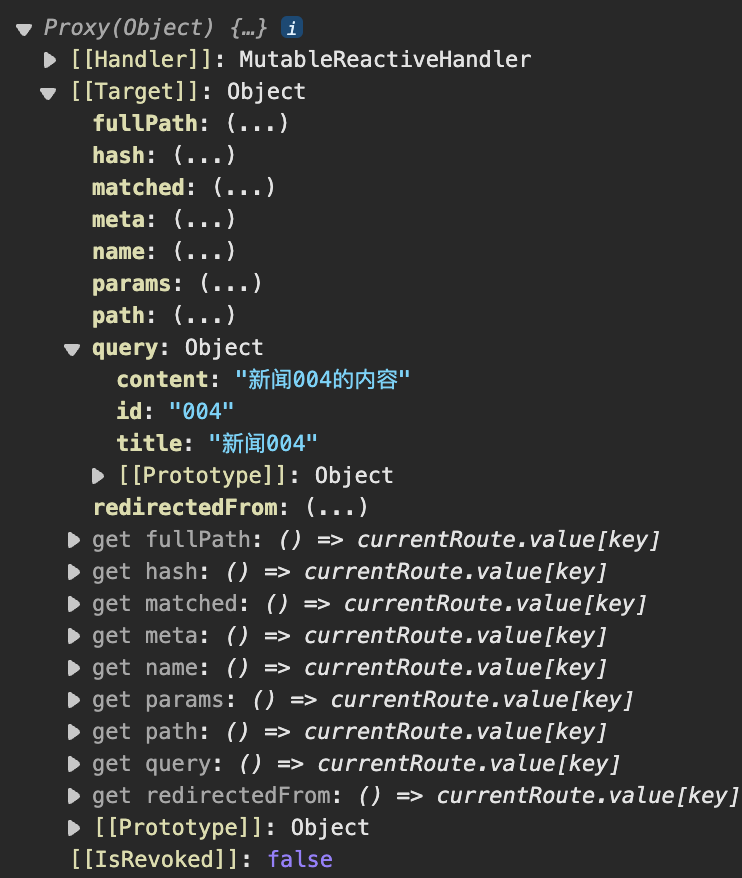 Proxy(Object) {…} i
[[Handler]]: MutableReactiveHandler
[[Target]]: Object
fullPath: (...)
hash: (...)
matched: (...)
meta: (...)
name: (...)
params: (...)
path: (...)
query: Object
content: "新闻004的内容"
id: "004"
title: "新闻004"
[[Prototype]]: Object
redirectedFrom: (...)
get fullPath: () => currentRoute.value[key]
get hash: () => currentRoute.value[key]
get matched: () => currentRoute.value[key]
get meta: () => currentRoute.value[key]
get name: () => currentRoute.value[key]
get params: () => currentRoute.value[key]
get path: () => currentRoute.value[key]
get query: () => currentRoute.value[key]
get redirectedFrom: () => currentRoute.value[key]
[[Prototype]]: Object
[[IsRevoked]]: false